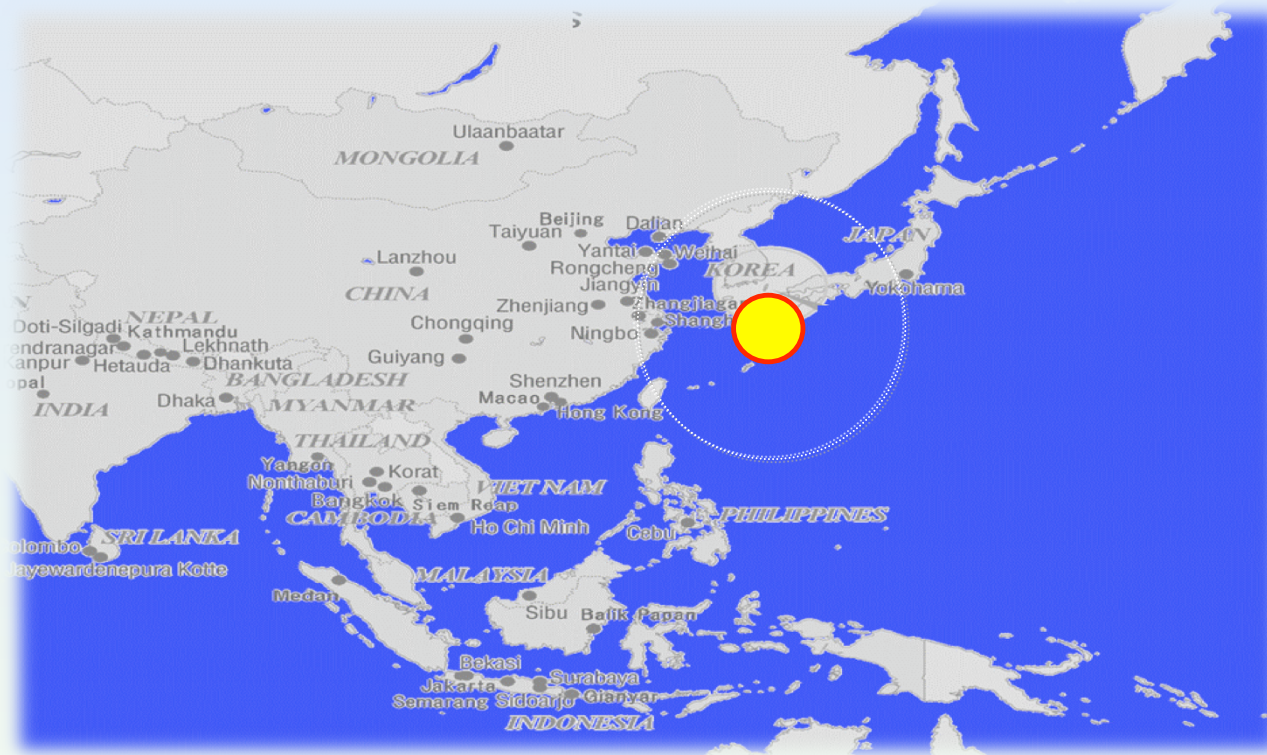 Ulaanbaatar
MONGOLIA
Beijing
Dalian
Taiyuan
JAPAN
Yantai
Weihai
Lanzhou
Rongcheng
KOREA
Jiangyin
Yokohama
CHINA
Zhenjiang
NEPAL
Chongqing
Doti-Silgadi
Kathmandu
Ningbo
Lekhnath
Guiyang
Hetauda
Dhankuta
BANGLADESH
Shenzhen
Macao
Dhaka
MYANMAR
INDIA
Hong Kong
THAILAND
Yangon
Korat
Nonthaburi
VIET NAM
Bangkok
Siem Reap
CAMBODIA
PHILIPPINES
Ho Chi Minh
Cebu
SRI LANKA
olombo
ayewardenepura Kotte
MALAYSIA
Medan
Sibu
Balik Papan
Bekasi
Surabaya
Jakarta
Gianyar
Semarang
Sidoarjo
INDONESIA